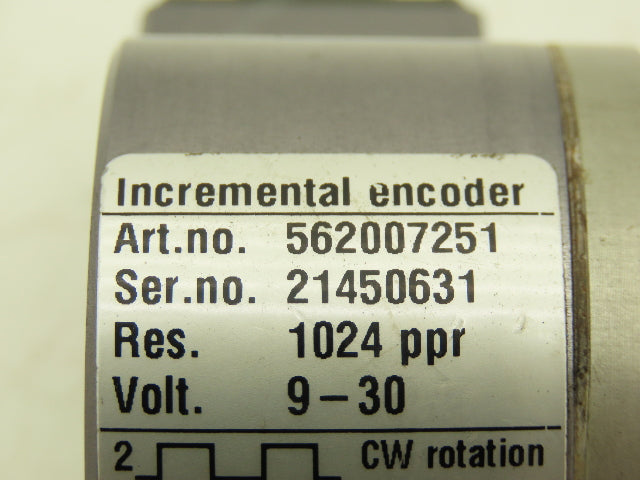 Incremental encoder
Art.no. 562007251
Ser.no. 21450631
Res. 1024 ppr
Volt. 9-30
2 CW rotation